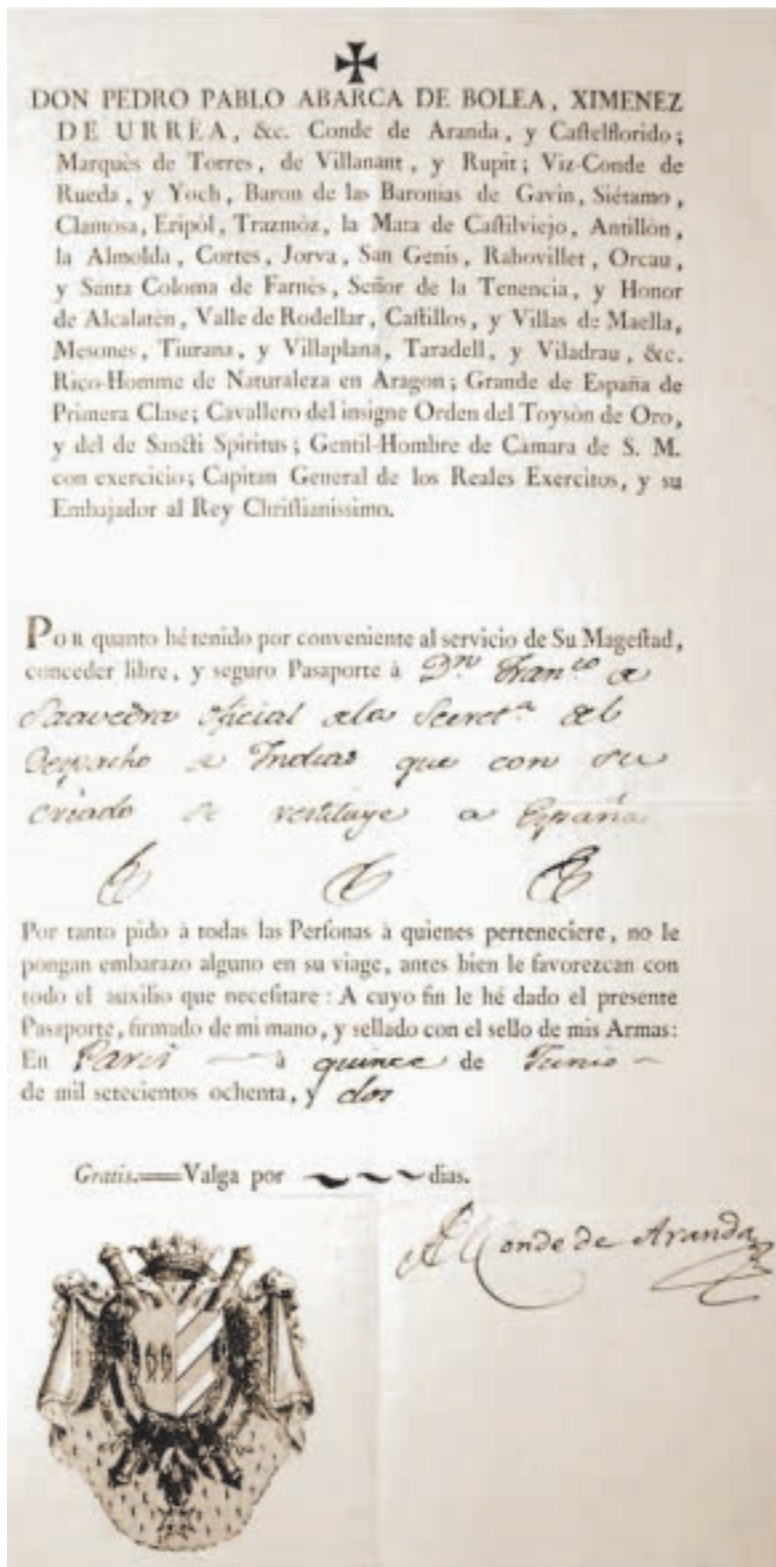 DON PEDRO PABLO ABARCA DE BOLEA, XIMENEZ
DE URREA, &c. Conde de Aranda, y Caſtelflorido;
Marquès de Torres, de Villanant, y Rupit; Viz-Conde de
Rueda, y Yoch, Baron de las Baronias de Gavin, Siétamo,
Clamosa, Eripòl, Trazmòz, la Mata de Caſtilviejo, Antillòn,
la Almolda, Cortes, Jorva, San Genis, Rabovillet, Orcau,
y Santa Coloma de Farnès, Señor de la Tenencia, y Honor
de Alcalatèn, Valle de Rodellar, Caſtillos, y Villas de Maella,
Mesones, Tiurana, y Villaplana, Taradell, y Viladrau, &c.
Rico-Homme de Naturaleza en Aragon; Grande de España de
Primera Clase; Cavallero del insigne Orden del Toysòn de Oro,
y del de Sancti Spiritus; Gentil-Hombre de Camara de S. M.
con exercicio; Capitan General de los Reales Exercitos, y su
Embajador al Rey Chriſtianissimo.
POR quanto hé tenido por conveniente al servicio de Su Mageſtad,
conceder libre, y seguro Pasaporte à Dn. Franco. de
Saavedra oficial dela Secreta. del
Despacho de Indias que con su
criado se restituye a España
Por tanto pido à todas las Perſonas à quienes perteneciere, no le
pongan embarazo alguno en su viage, antes bien le favorezcan con
todo el auxilio que neceſitare: A cuyo fin le hé dado el presente
Pasaporte, firmado de mi mano, y sellado con el sello de mis Armas:
En Paris à quince de Junio
de mil setecientos ochenta, y dos
Gratis.═Valga por dias.
El Conde de Aranda